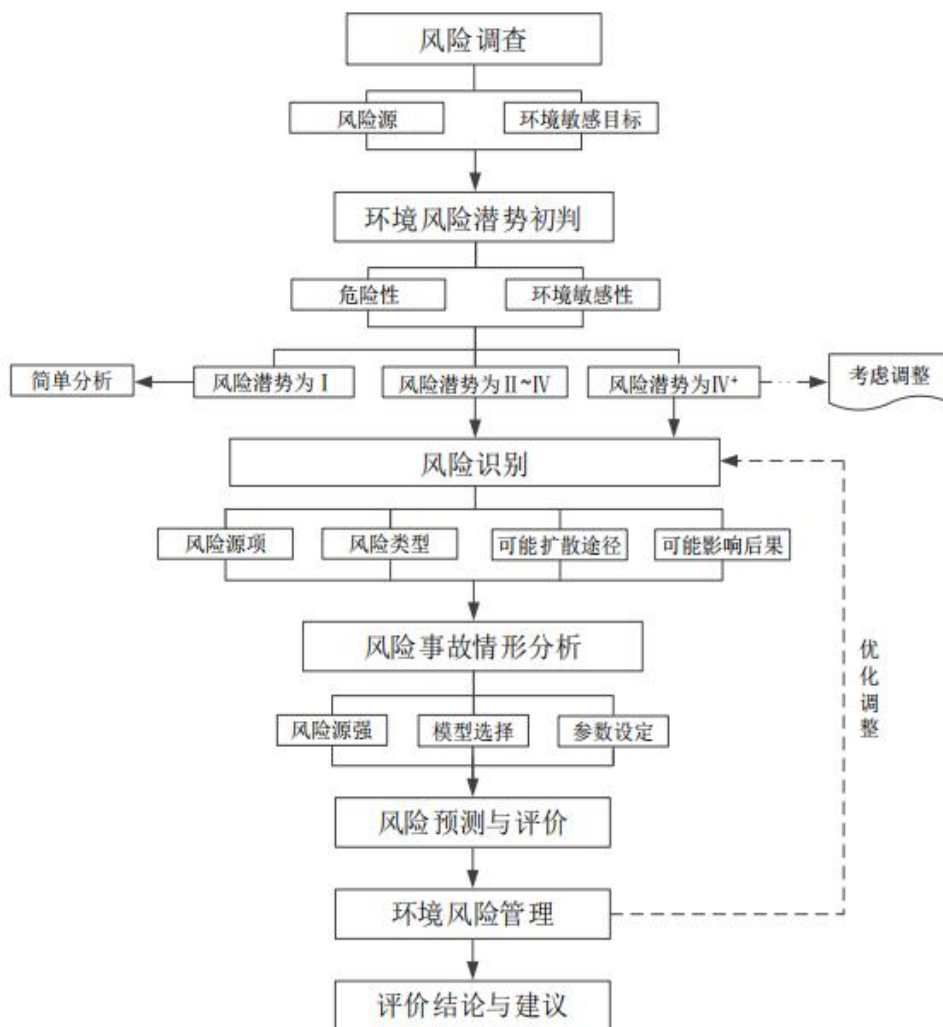 风险调查
风险源
环境敏感目标
环境风险潜势初判
危险性
环境敏感性
简单分析
风险潜势为Ⅰ
风险潜势为Ⅱ~Ⅳ
风险潜势为Ⅳ⁺
考虑调整
风险识别
风险源项
风险类型
可能扩散途径
可能影响后果
风险事故情形分析
风险源强
模型选择
参数设定
优化调整
风险预测与评价
环境风险管理
评价结论与建议